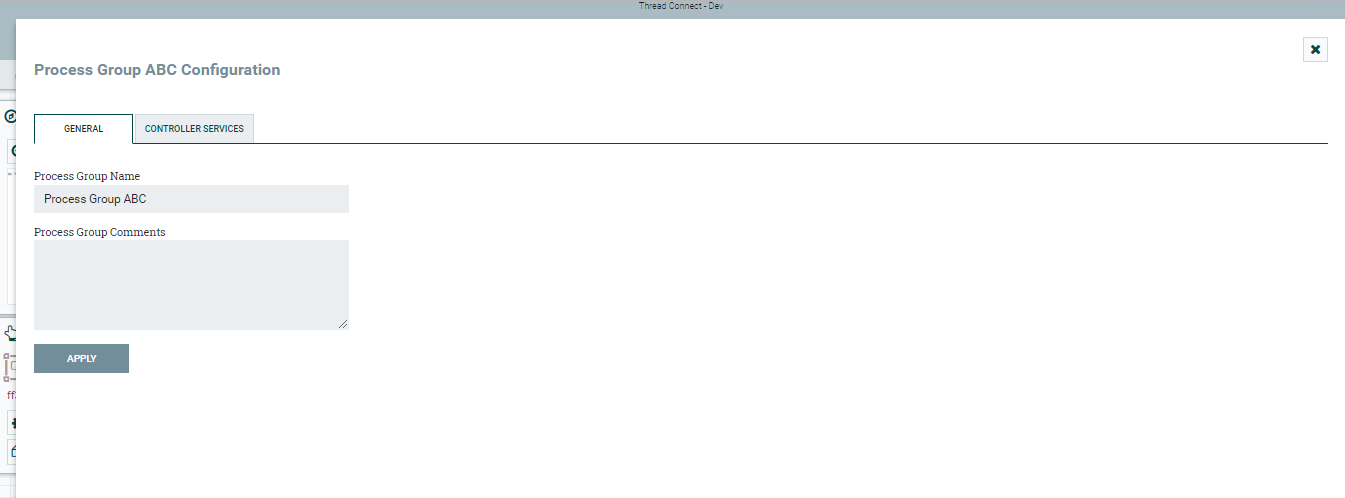 Thread Connect - Dev
Process Group ABC Configuration
GENERAL
CONTROLLER SERVICES
Process Group Name
Process Group ABC
Process Group Comments
APPLY